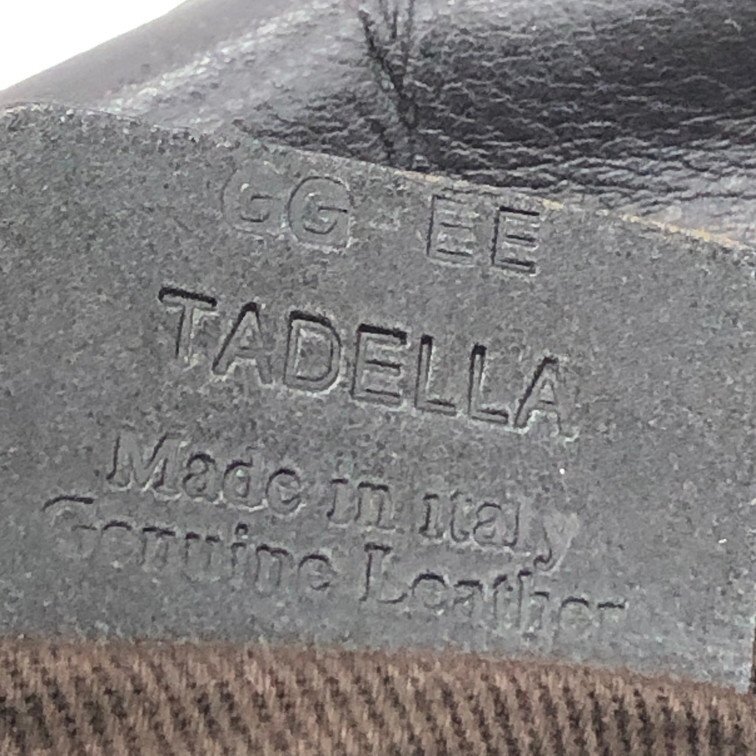 GG EE
TADELLA
Made in Italy
Genuine Leather